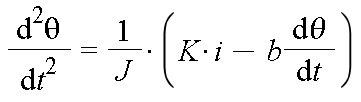 d²θ/dt² = 1/J · (K·i − b dθ/dt)